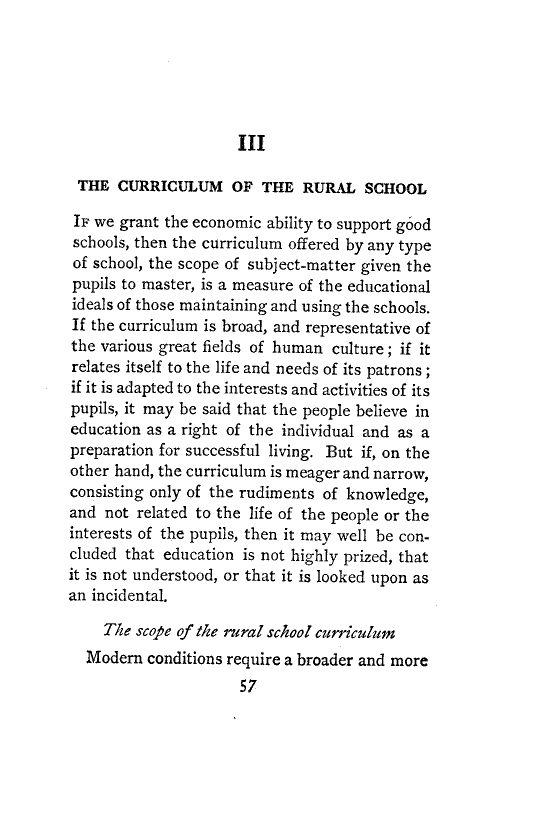 III
THE CURRICULUM OF THE RURAL SCHOOL
IF we grant the economic ability to support good
schools, then the curriculum offered by any type
of school, the scope of subject-matter given the
pupils to master, is a measure of the educational
ideals of those maintaining and using the schools.
If the curriculum is broad, and representative of
the various great fields of human culture; if it
relates itself to the life and needs of its patrons;
if it is adapted to the interests and activities of its
pupils, it may be said that the people believe in
education as a right of the individual and as a
preparation for successful living. But if, on the
other hand, the curriculum is meager and narrow,
consisting only of the rudiments of knowledge,
and not related to the life of the people or the
interests of the pupils, then it may well be con-
cluded that education is not highly prized, that
it is not understood, or that it is looked upon as
an incidental.
The scope of the rural school curriculum
Modern conditions require a broader and more
57